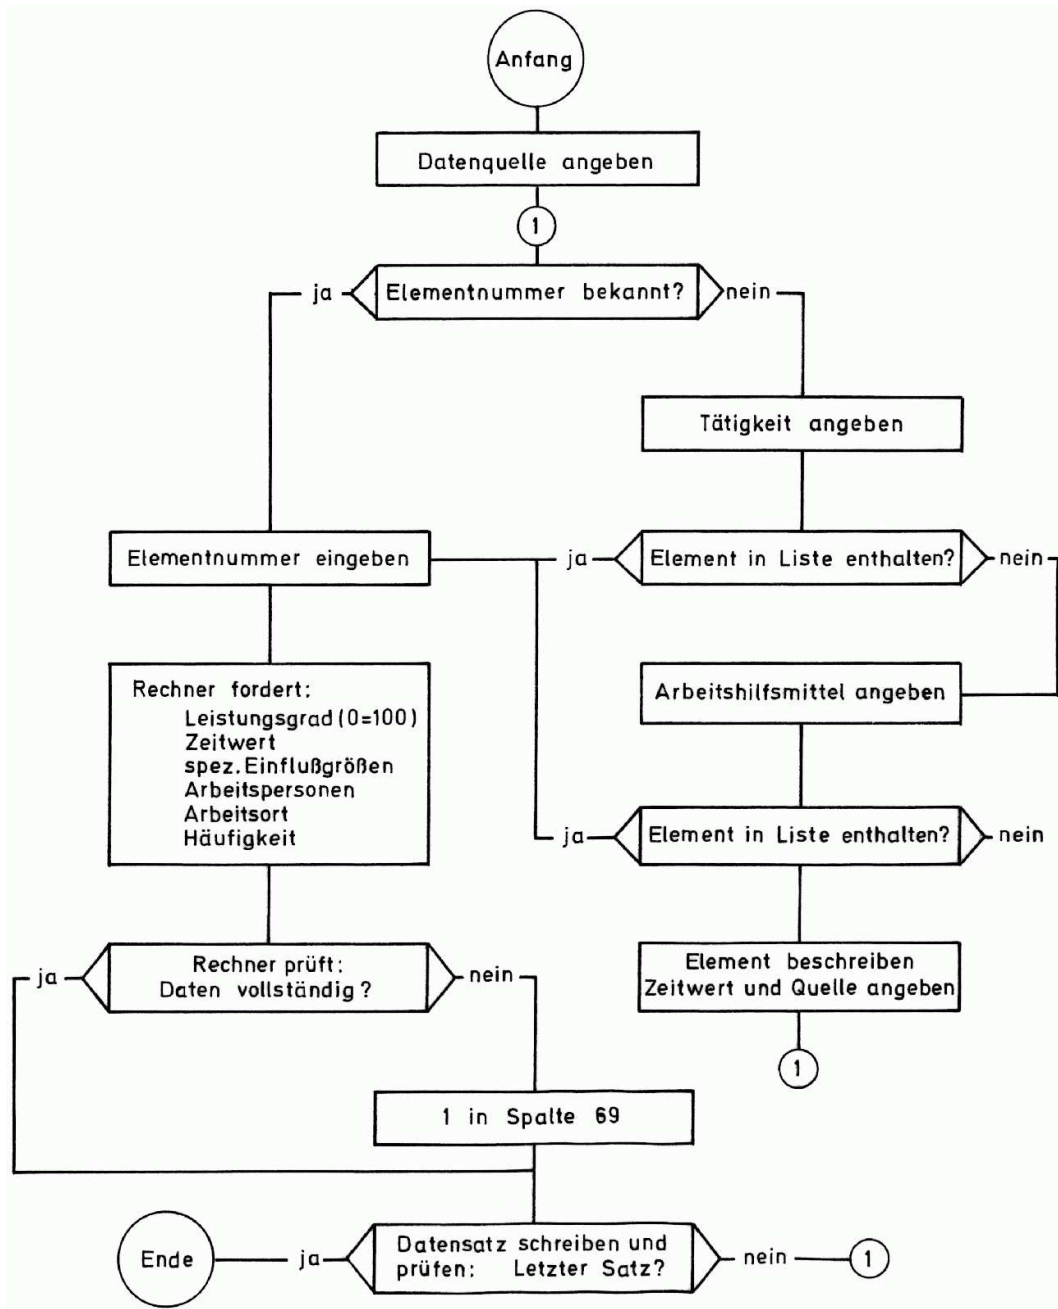 Anfang
Datenquelle angeben
1
ja
Elementnummer bekannt?
nein
Tätigkeit angeben
Elementnummer eingeben
ja
Element in Liste enthalten?
nein
Rechner fordert:
Leistungsgrad (0=100)
Zeitwert
spez. Einflußgrößen
Arbeitspersonen
Arbeitsort
Häufigkeit
Arbeitshilfsmittel angeben
ja
Element in Liste enthalten?
nein
ja
Rechner prüft:
Daten vollständig?
nein
Element beschreiben
Zeitwert und Quelle angeben
1
1 in Spalte 69
Ende
ja
Datensatz schreiben und
prüfen: Letzter Satz?
nein
1